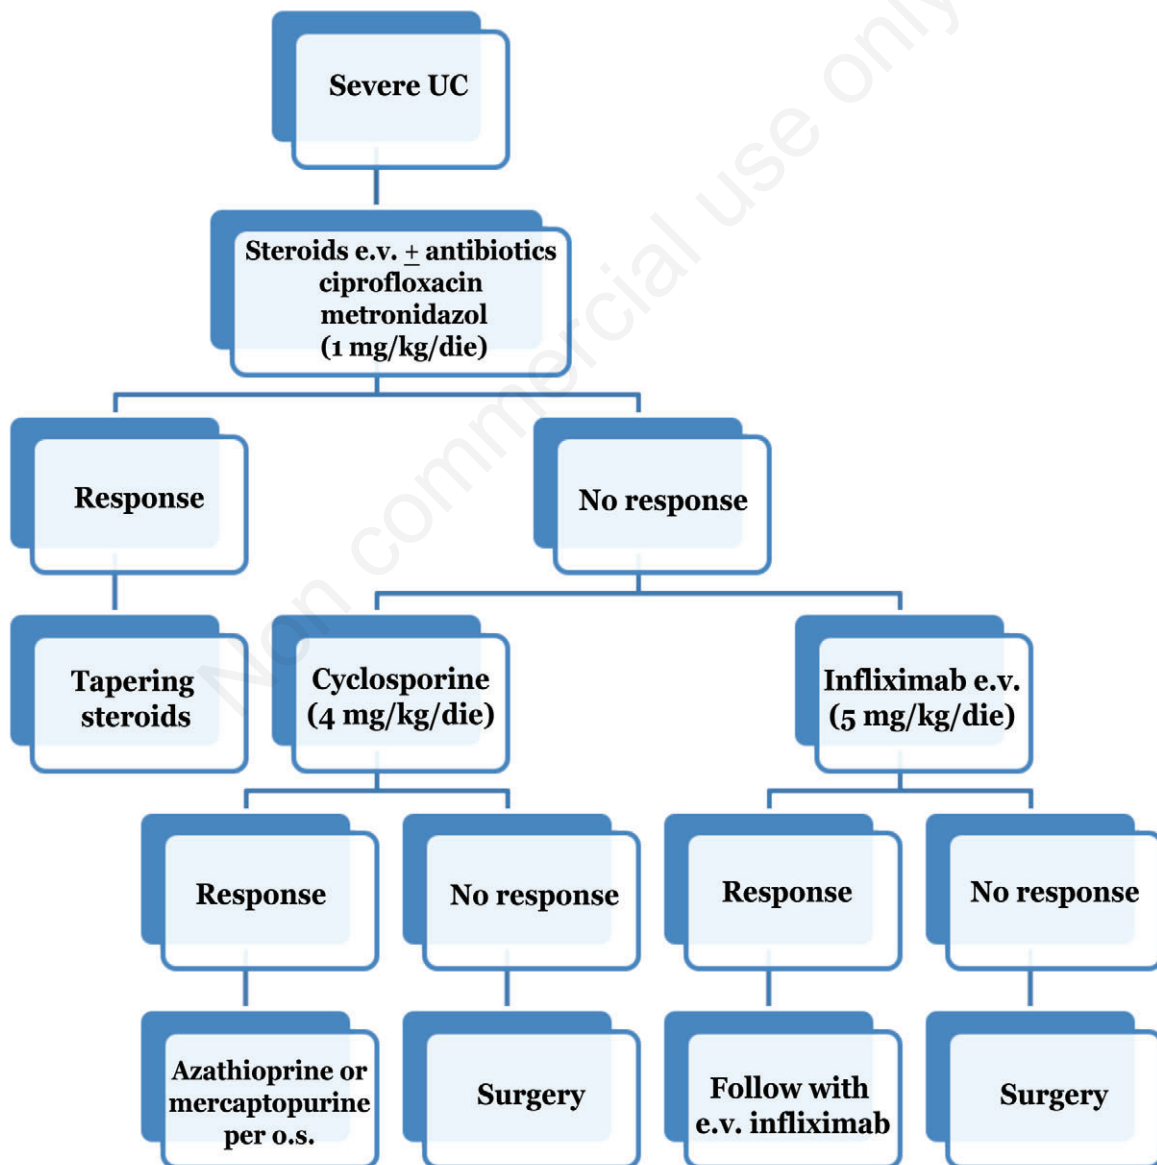 Severe UC
Steroids e.v. ± antibiotics
ciprofloxacin
metronidazol
(1 mg/kg/die)
Response
No response
Tapering
steroids
Cyclosporine
(4 mg/kg/die)
Infliximab e.v.
(5 mg/kg/die)
Response
No response
Response
No response
Azathioprine or
mercaptopurine
per o.s.
Surgery
Follow with
e.v. infliximab
Surgery
Non commercial use only